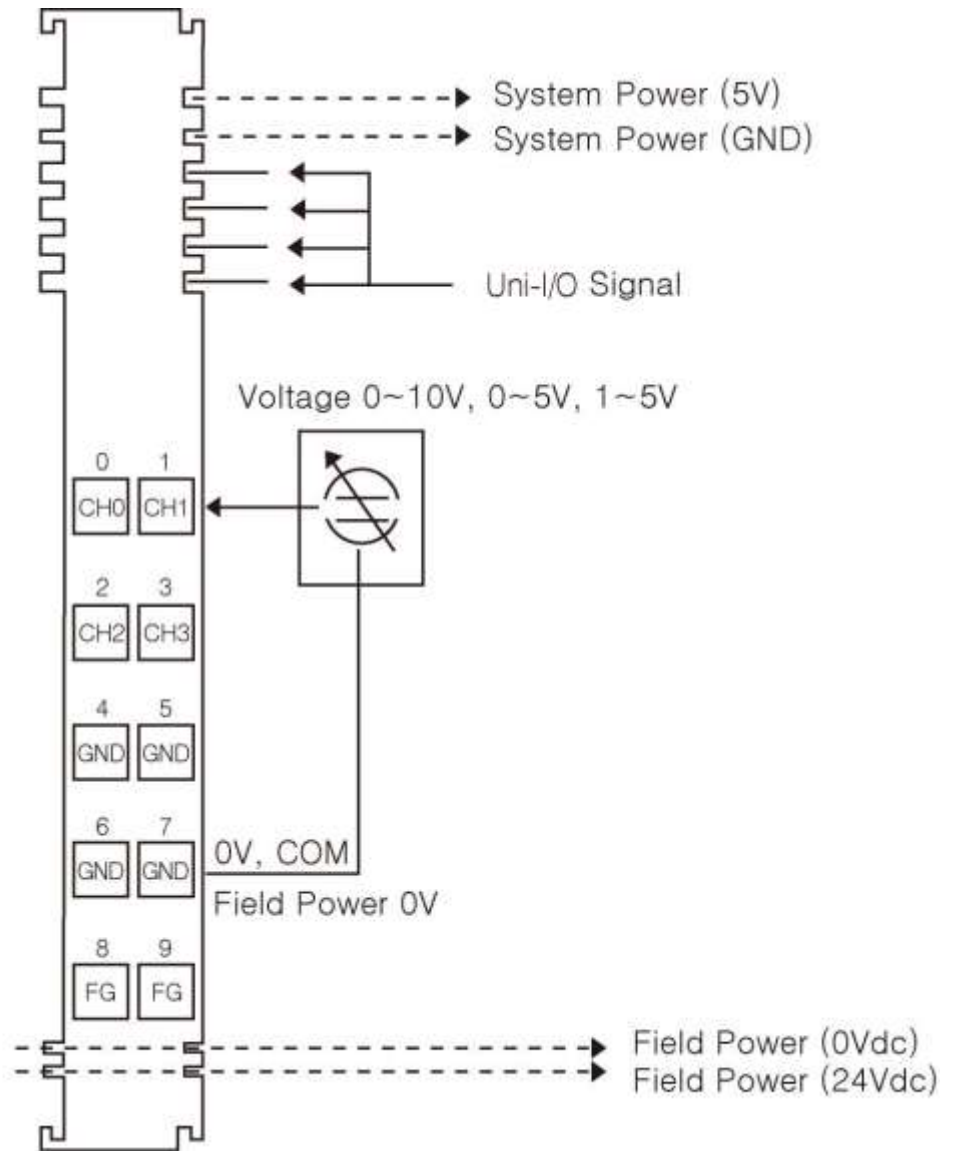 System Power (5V)
System Power (GND)
Uni-I/O Signal
Voltage 0~10V, 0~5V, 1~5V
0 1
CH0 CH1
2 3
CH2 CH3
4 5
GND GND
6 7
GND GND
0V, COM
Field Power 0V
8 9
FG FG
Field Power (0Vdc)
Field Power (24Vdc)